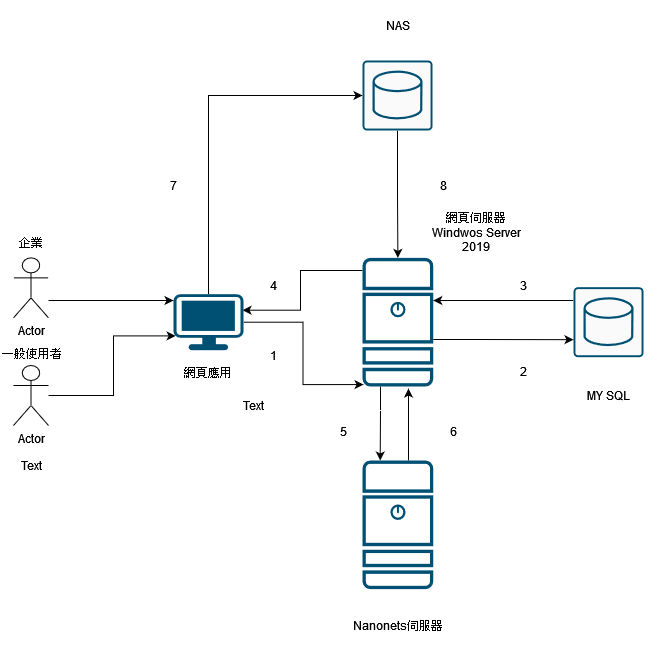 NAS
7
8
網頁伺服器
Windwos Server
2019
企業
4
3
Actor
一般使用者
1
網頁應用
2
MY SQL
Text
Actor
5
6
Text
Nanonets伺服器